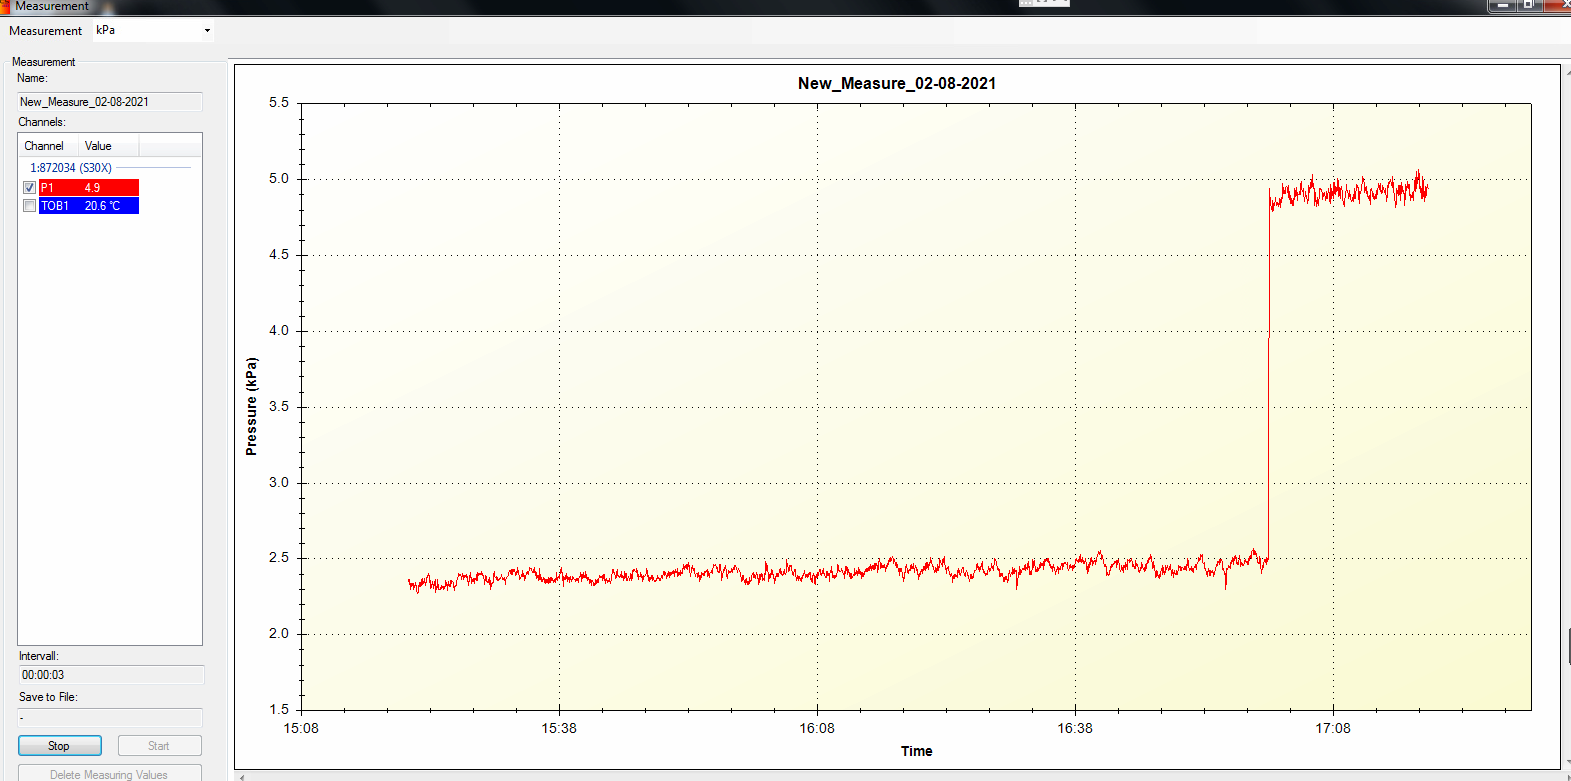 Measurement
Measurement kPa
Measurement
Name:
New_Measure_02-08-2021
Channels:
Channel Value
1:872034 (S30X)
P1 4.9
TOB1 20.6 °C
Intervall:
00:00:03
Save to File:
-
Stop Start
Delete Measuring Values
New_Measure_02-08-2021
5.5
5.0
4.5
4.0
3.5
3.0
2.5
2.0
1.5
Pressure (kPa)
15:08 15:38 16:08 16:38 17:08
Time